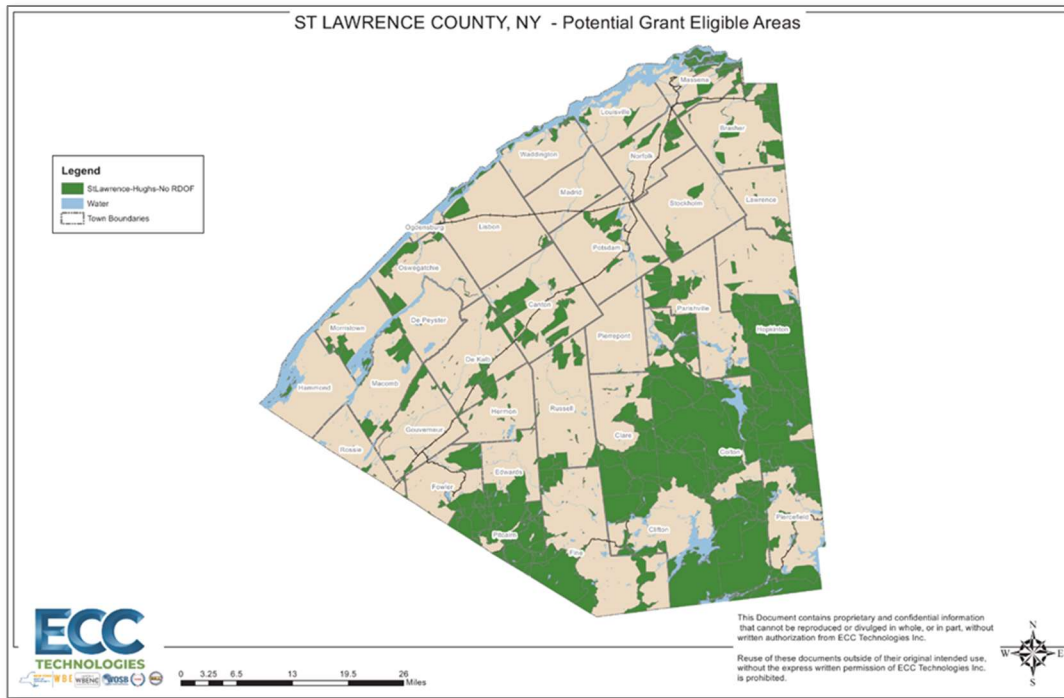 ST LAWRENCE COUNTY, NY - Potential Grant Eligible Areas
Legend
StLawrence-Hughs-No RDOF
Water
Town Boundaries
Massena
Louisville
Brasher
Waddington
Norfolk
Madrid
Stockholm
Lawrence
Ogdensburg
Lisbon
Potsdam
Oswegatchie
Canton
De Peyster
Parishville
Morristown
Hopkinton
Pierrepont
De Kalb
Hammond
Macomb
Hermon
Russell
Gouverneur
Clare
Rossie
Colton
Edwards
Fowler
Piercefield
Clifton
Pitcairn
Fine
ECC
TECHNOLOGIES
WBE
WBENC
WOSB
0 3.25 6.5 13 19.5 26
Miles
This Document contains proprietary and confidential information
that cannot be reproduced or divulged in whole, or in part, without
written authorization from ECC Technologies Inc.
Reuse of these documents outside of their original intended use,
without the express written permission of ECC Technologies Inc.
is prohibited.
N
W E
S